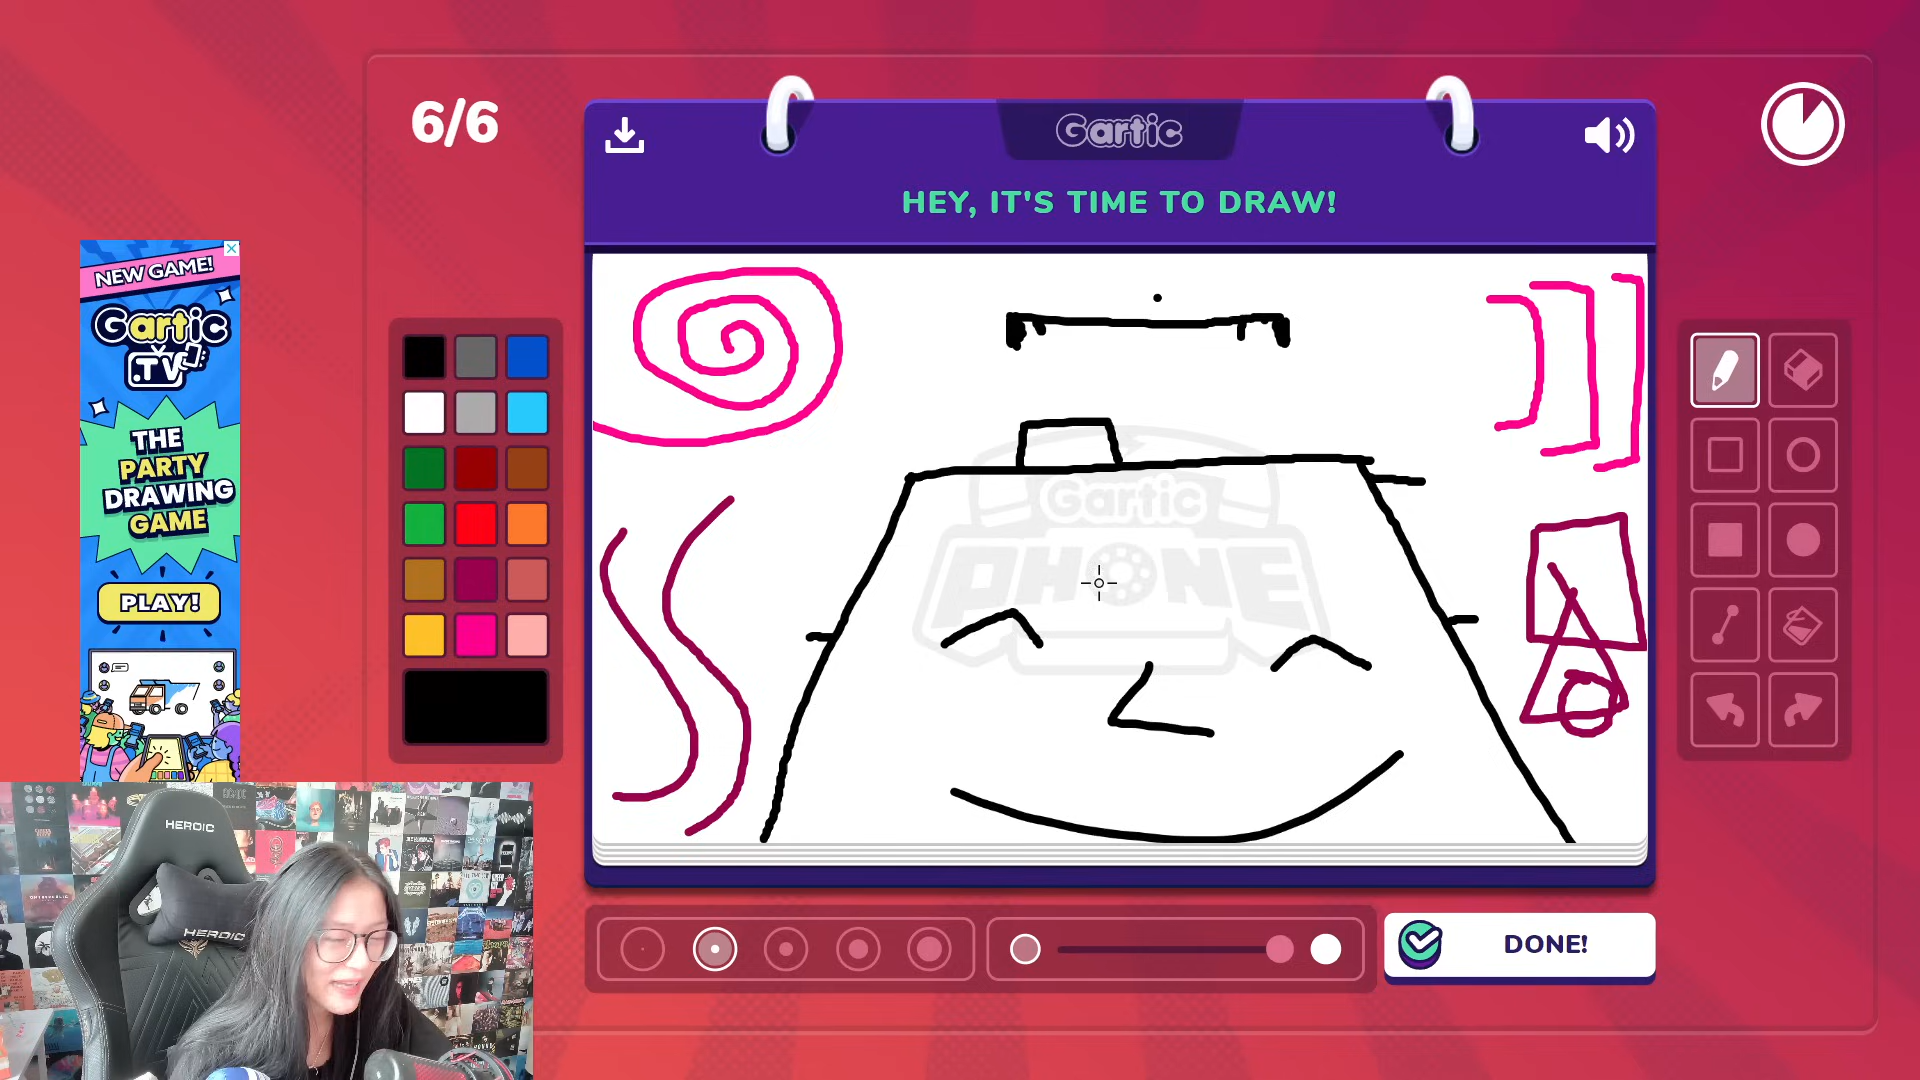 6/6
Gartic
HEY, IT'S TIME TO DRAW!
NEW GAME!
Gartic
.TV
THE
PARTY
DRAWING
GAME
PLAY!
Gartic
PHONE
HEROIC
HEROIC
DONE!